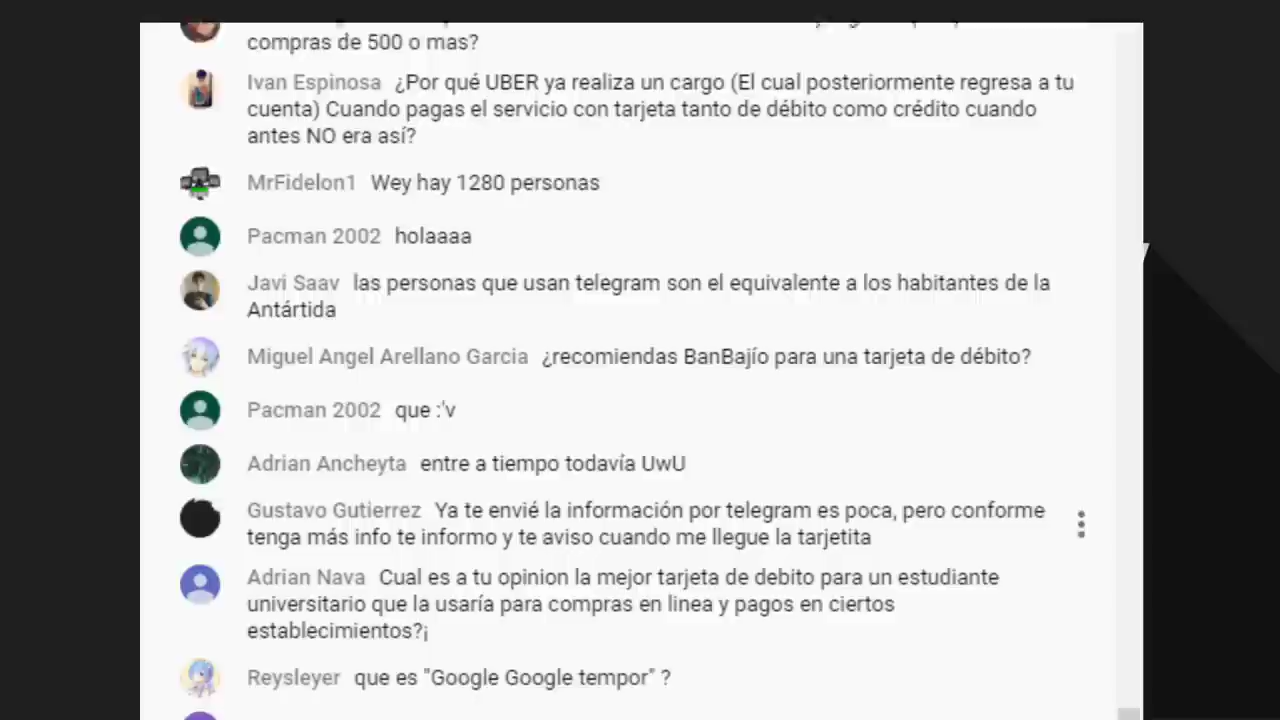 compras de 500 o mas?
Ivan Espinosa ¿Por qué UBER ya realiza un cargo (El cual posteriormente regresa a tu
cuenta) Cuando pagas el servicio con tarjeta tanto de débito como crédito cuando
antes NO era así?
MrFidelon1 Wey hay 1280 personas
Pacman 2002 holaaaa
Javi Saav las personas que usan telegram son el equivalente a los habitantes de la
Antártida
Miguel Angel Arellano Garcia ¿recomiendas BanBajío para una tarjeta de débito?
Pacman 2002 que :'v
Adrian Ancheyta entre a tiempo todavía UwU
Gustavo Gutierrez Ya te envié la información por telegram es poca, pero conforme
tenga más info te informo y te aviso cuando me llegue la tarjetita
Adrian Nava Cual es a tu opinion la mejor tarjeta de debito para un estudiante
universitario que la usaría para compras en linea y pagos en ciertos
establecimientos?¡
Reysleyer que es "Google Google tempor" ?